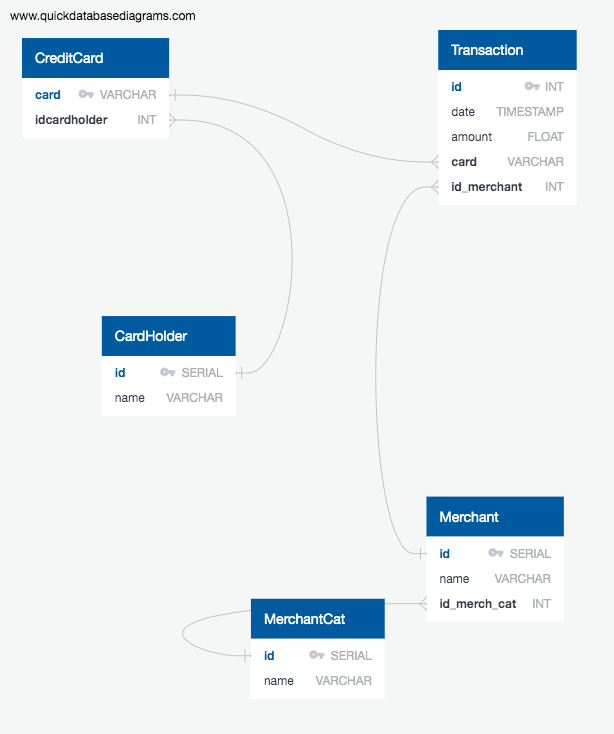 www.quickdatabasediagrams.com
CreditCard
card VARCHAR
idcardholder INT
Transaction
id INT
date TIMESTAMP
amount FLOAT
card VARCHAR
id_merchant INT
CardHolder
id SERIAL
name VARCHAR
Merchant
id SERIAL
name VARCHAR
id_merch_cat INT
MerchantCat
id SERIAL
name VARCHAR